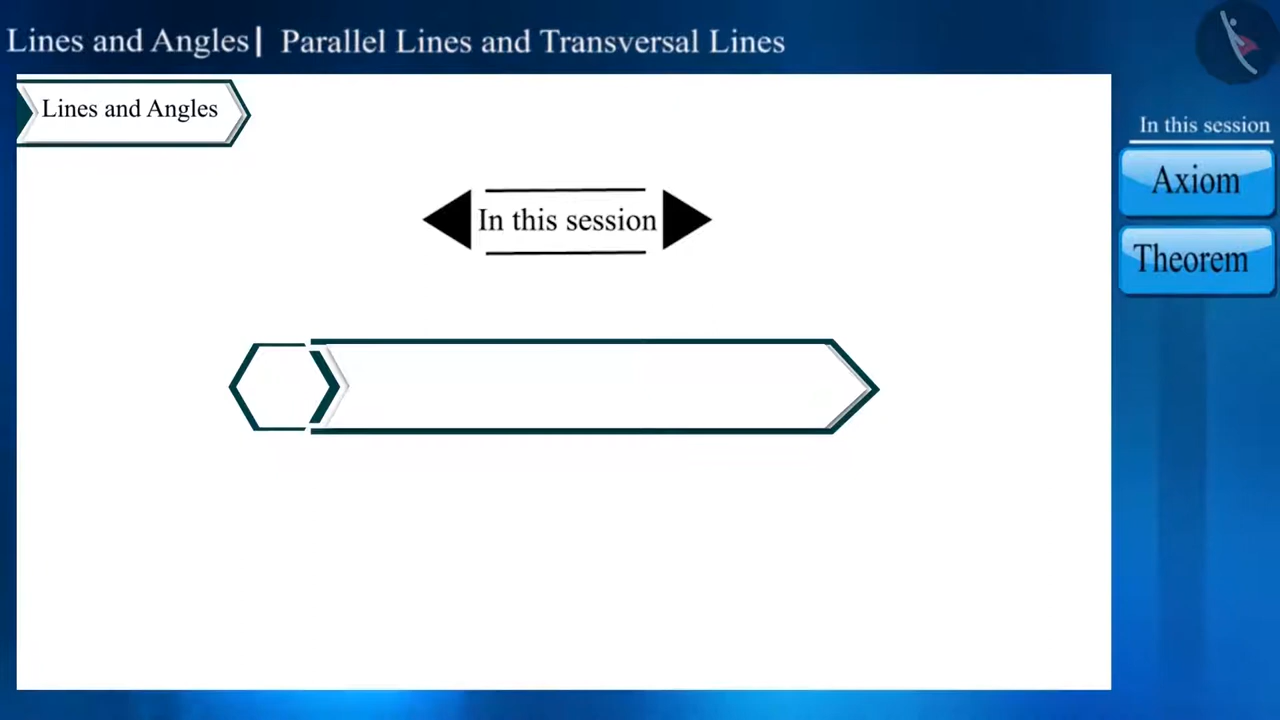 Lines and Angles| Parallel Lines and Transversal Lines
Lines and Angles
In this session
In this session
Axiom
Theorem